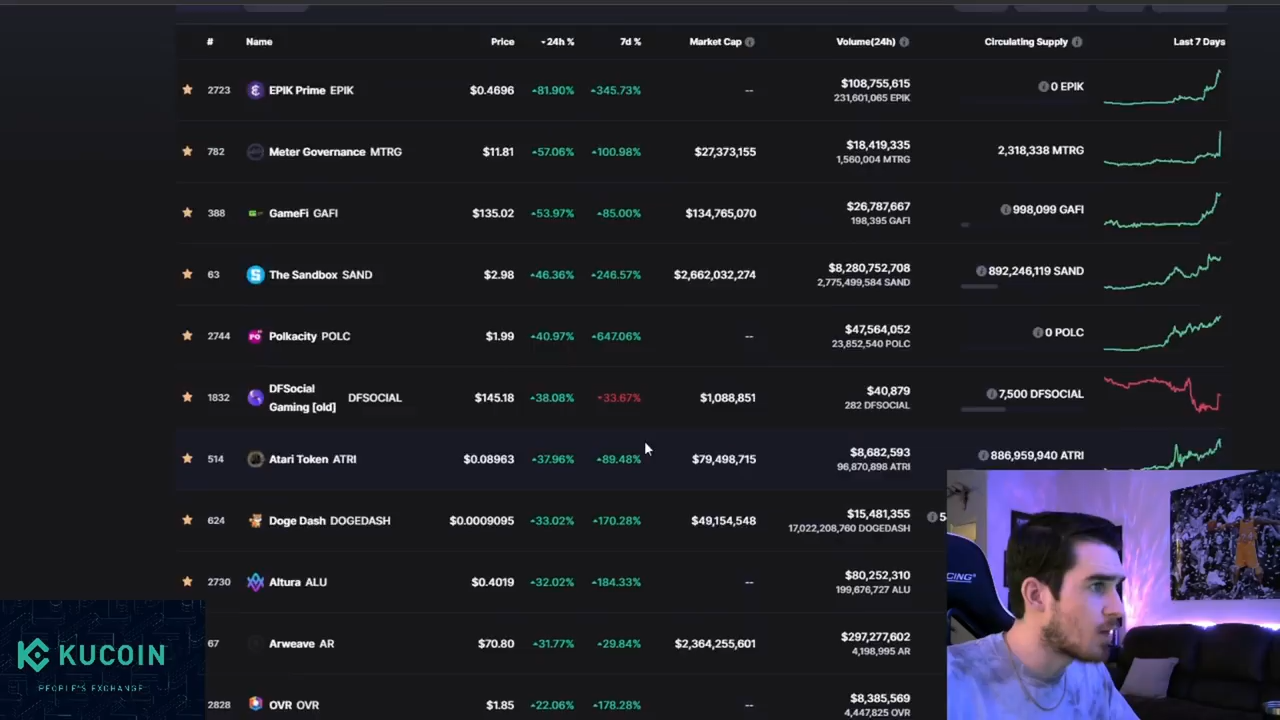 # Name Price 24h % 7d % Market Cap Volume(24h) Circulating Supply Last 7 Days
2723 EPIK Prime EPIK $0.4696 81.90% 345.73% -- $108,755,615 0 EPIK
231,601,065 EPIK
782 Meter Governance MTRG $11.81 57.06% 100.98% $27,373,155 $18,419,335 2,318,338 MTRG
1,560,004 MTRG
388 GameFi GAFI $135.02 53.97% 85.00% $134,765,070 $26,787,667 998,099 GAFI
198,395 GAFI
63 The Sandbox SAND $2.98 46.36% 246.57% $2,662,032,274 $8,280,752,708 892,246,119 SAND
2,775,499,584 SAND
2744 Polkacity POLC $1.99 40.97% 647.06% -- $47,564,052 0 POLC
23,852,540 POLC
1832 DFSocial Gaming [old] DFSOCIAL $145.18 38.08% 33.67% $1,088,851 $40,879 7,500 DFSOCIAL
282 DFSOCIAL
514 Atari Token ATRI $0.08963 37.96% 89.48% $79,498,715 $8,682,593 886,959,940 ATRI
96,870,898 ATRI
624 Doge Dash DOGEDASH $0.0009095 33.02% 170.28% $49,154,548 $15,481,355 5
17,022,208,760 DOGEDASH
2730 Altura ALU $0.4019 32.02% 184.33% -- $80,252,310
199,676,727 ALU
67 Arweave AR $70.80 31.77% 29.84% $2,364,255,601 $297,277,602
4,198,995 AR
2828 OVR OVR $1.85 22.06% 178.28% -- $8,385,569
4,447,825 OVR
KUCOIN
PEOPLE'S EXCHANGE